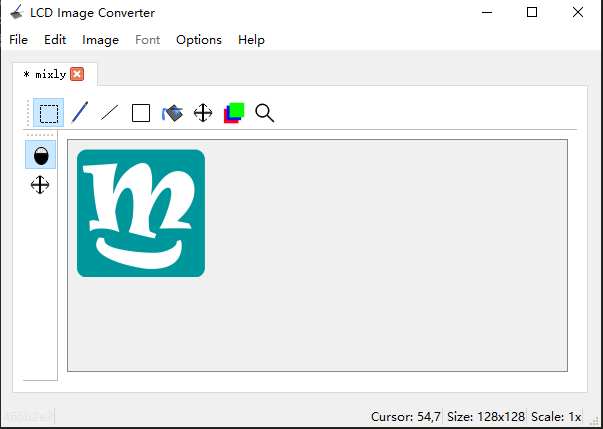 LCD Image Converter
File Edit Image Font Options Help
* mixly
m
466b2e2
Cursor: 54,7 Size: 128x128 Scale: 1x